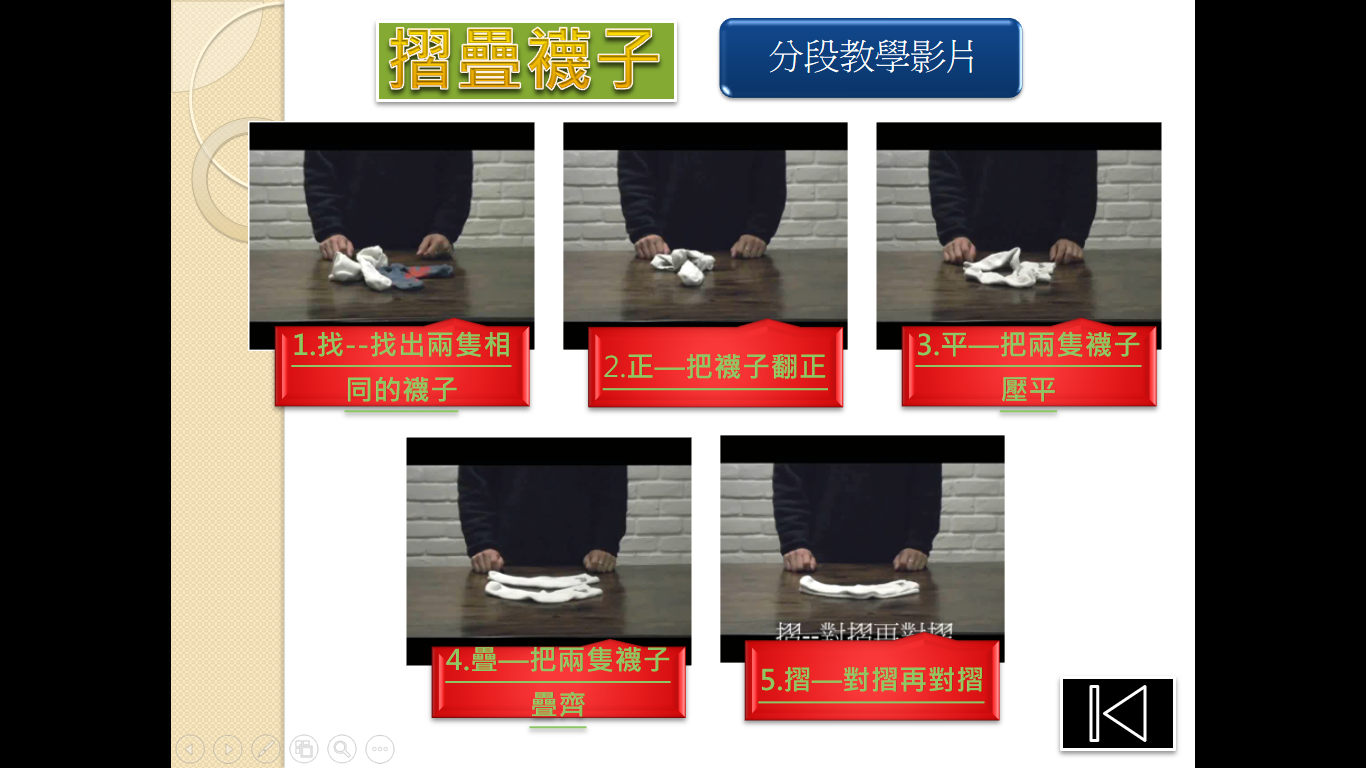 摺疊襪子
分段教學影片
1.找--找出兩隻相
同的襪子
2.正—把襪子翻正
3.平—把兩隻襪子
壓平
4.疊—把兩隻襪子
疊齊
摺--對摺再對摺
5.摺—對摺再對摺